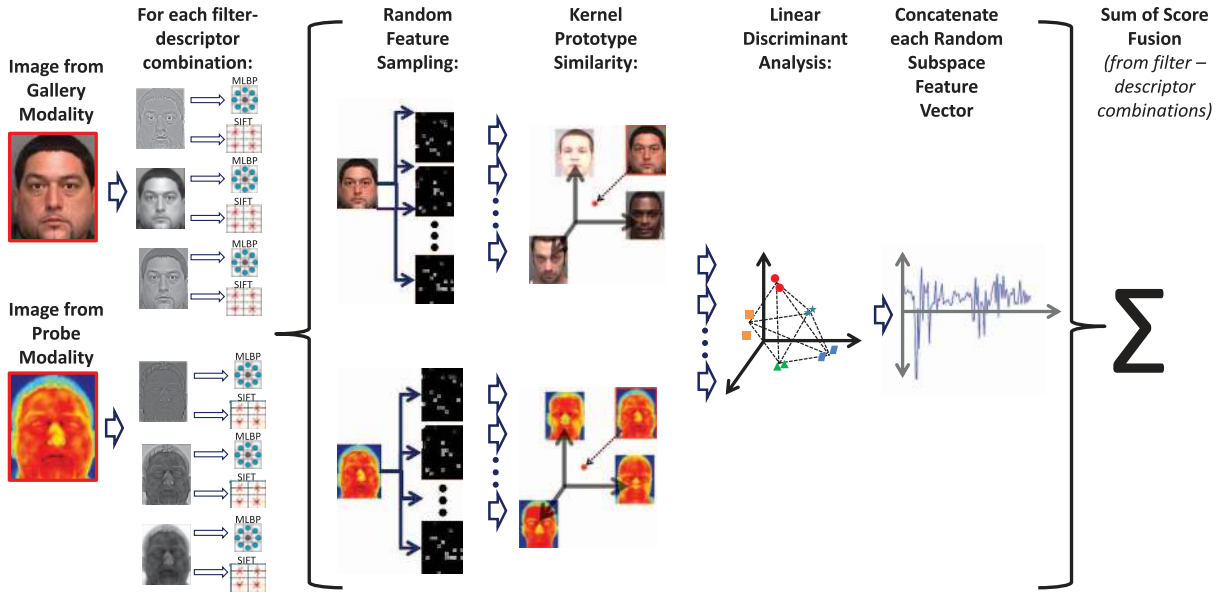 For each filter-
descriptor
combination:
Random
Feature
Sampling:
Kernel
Prototype
Similarity:
Linear
Discriminant
Analysis:
Concatenate
each Random
Subspace
Feature
Vector
Sum of Score
Fusion
(from filter –
descriptor
combinations)
Image from
Gallery
Modality
MLBP
SIFT
MLBP
SIFT
MLBP
SIFT
Image from
Probe
Modality
MLBP
SIFT
MLBP
SIFT
MLBP
SIFT
Σ